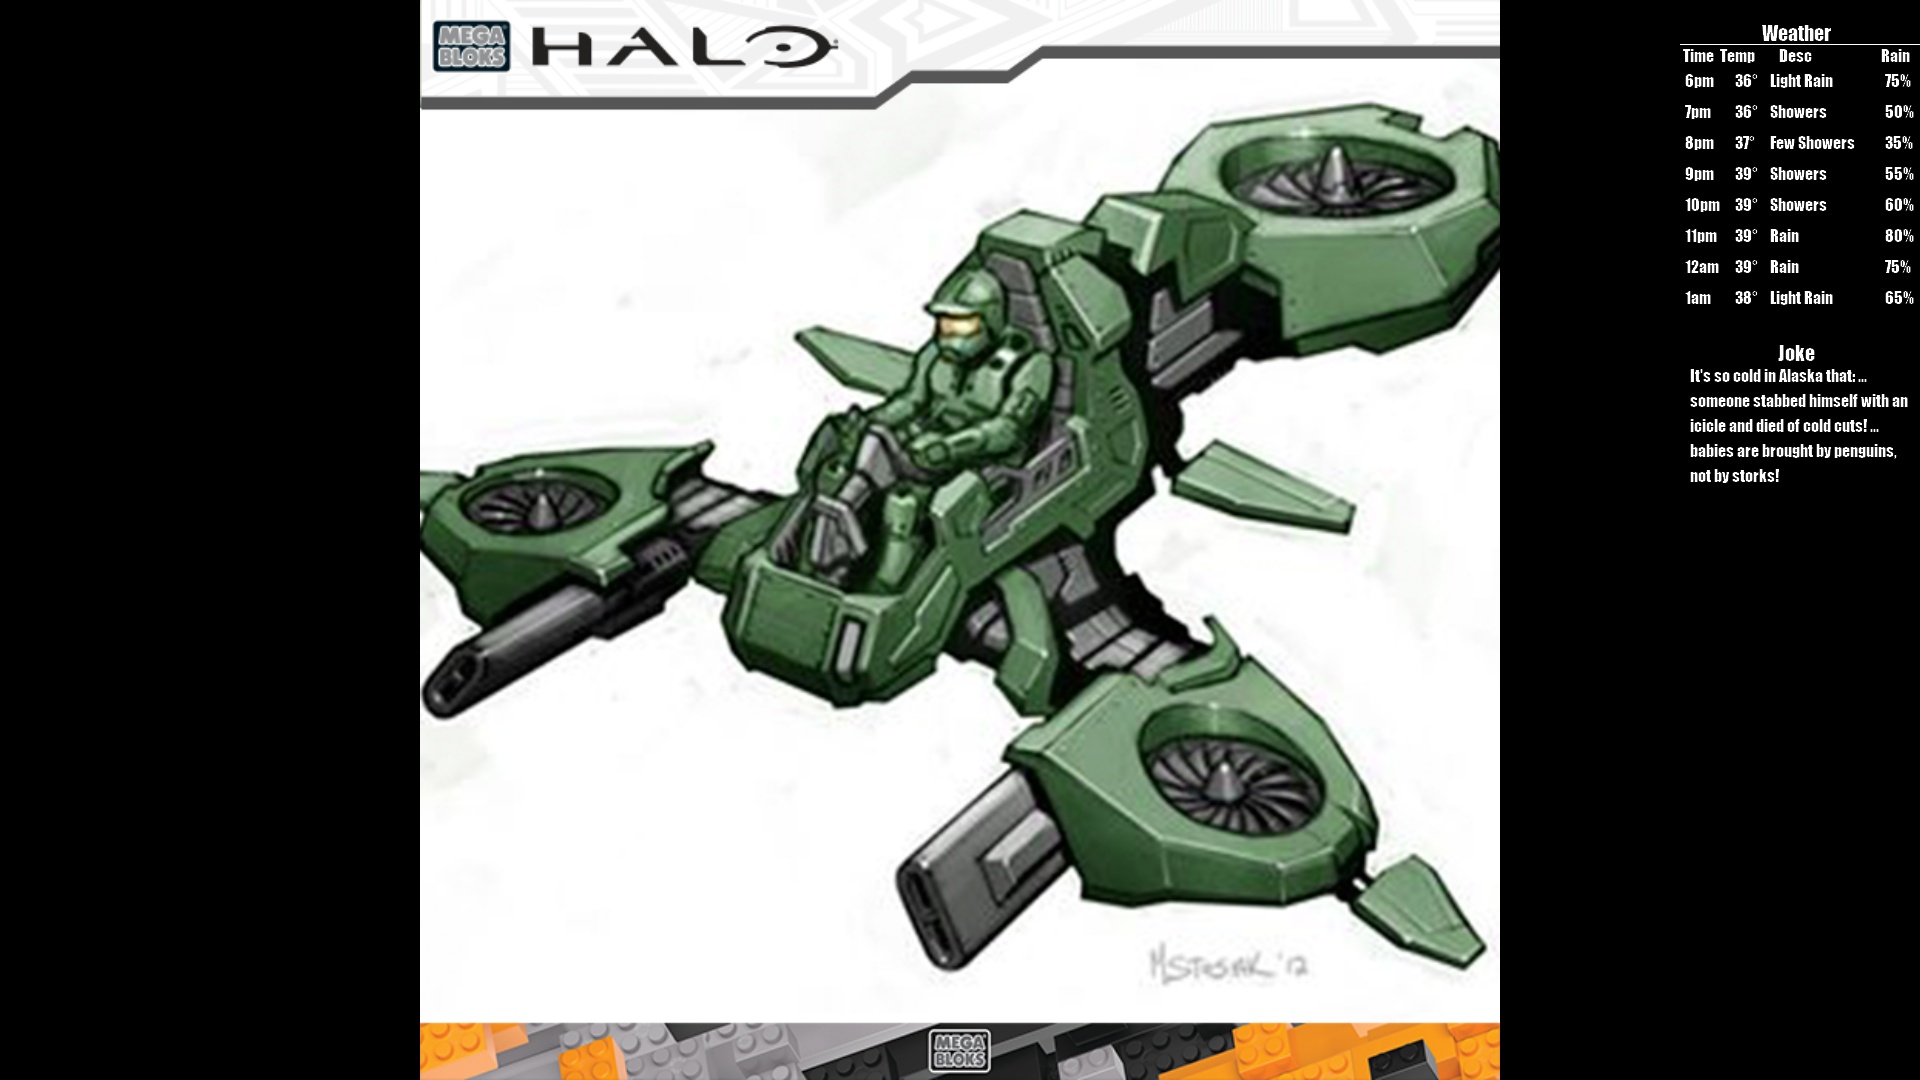 MEGA
BLOKS
HALO
Weather
Time Temp Desc Rain
6pm 36° Light Rain 75%
7pm 36° Showers 50%
8pm 37° Few Showers 35%
9pm 39° Showers 55%
10pm 39° Showers 60%
11pm 39° Rain 80%
12am 39° Rain 75%
1am 38° Light Rain 65%
Joke
It's so cold in Alaska that: ...
someone stabbed himself with an
icicle and died of cold cuts! ...
babies are brought by penguins,
not by storks!
'12
MEGA
BLOKS